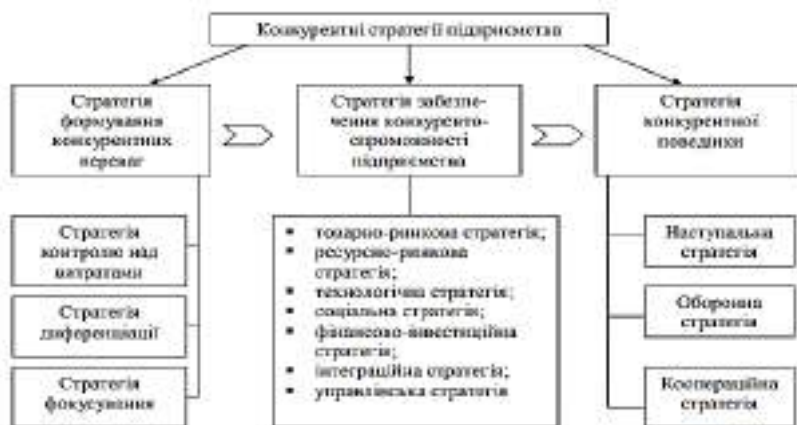 Конкурентні стратегії підприємства
Стратегія
формування
конкурентних
переваг
Стратегія забезпе-
чення конкуренто-
спроможності
підприємства
Стратегія
конкурентної
поведінки
Стратегія
контролю над
витратами
Стратегія
диференціації
Стратегія
фокусування
▪ товарно-ринкова стратегія;
▪ ресурсно-ринкова
стратегія;
▪ технологічна стратегія;
▪ соціальна стратегія;
▪ фінансово-інвестиційна
стратегія;
▪ інтеграційна стратегія;
▪ управлінська стратегія
Наступальна
стратегія
Оборонна
стратегія
Коопераційна
стратегія